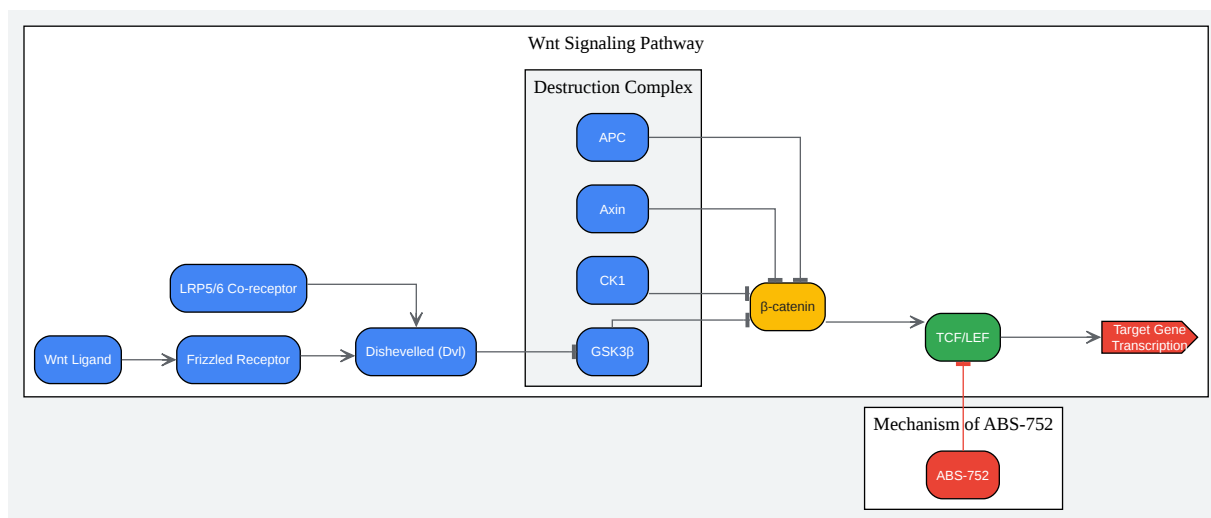 Wnt Signaling Pathway
Destruction Complex
APC
Axin
CK1
LRP5/6 Co-receptor
β-catenin
TCF/LEF
Target Gene
Transcription
Wnt Ligand
Frizzled Receptor
Dishevelled (Dvl)
GSK3β
Mechanism of ABS-752
ABS-752